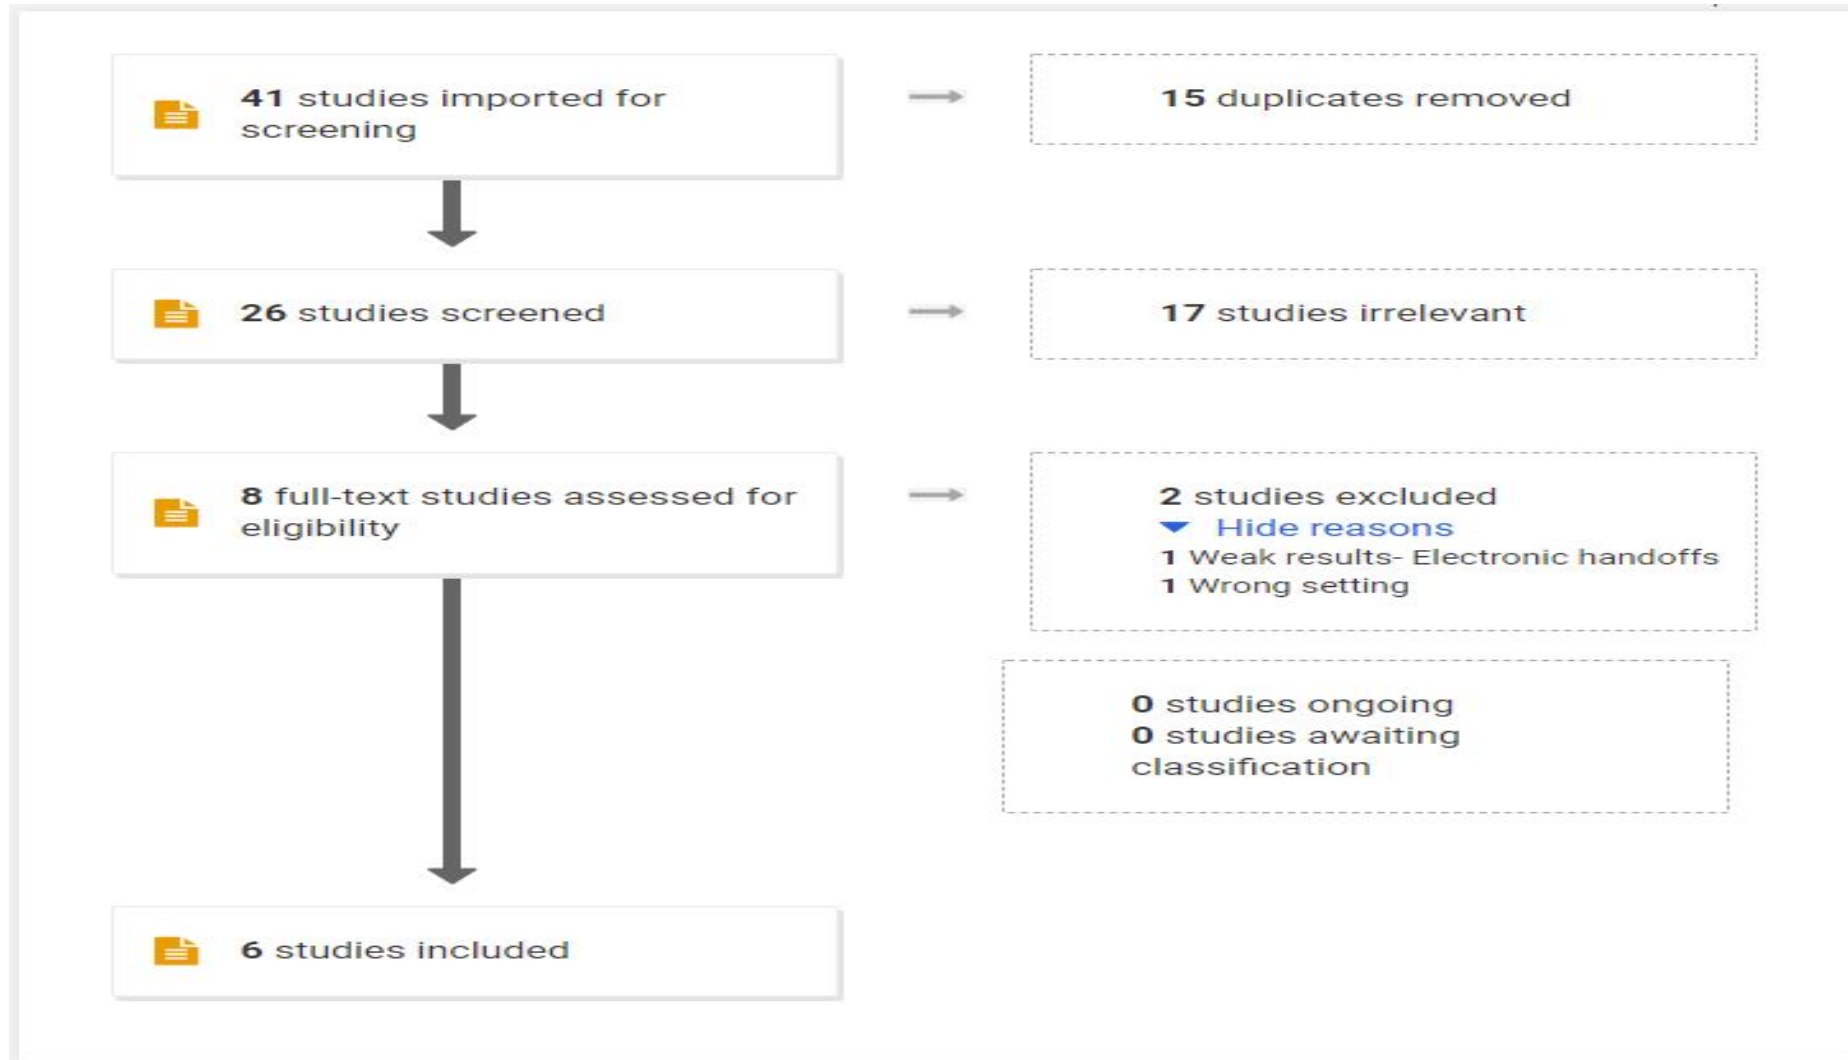 41 studies imported for
screening
15 duplicates removed
26 studies screened
17 studies irrelevant
8 full-text studies assessed for
eligibility
2 studies excluded
Hide reasons
1 Weak results- Electronic handoffs
1 Wrong setting
0 studies ongoing
0 studies awaiting
classification
6 studies included